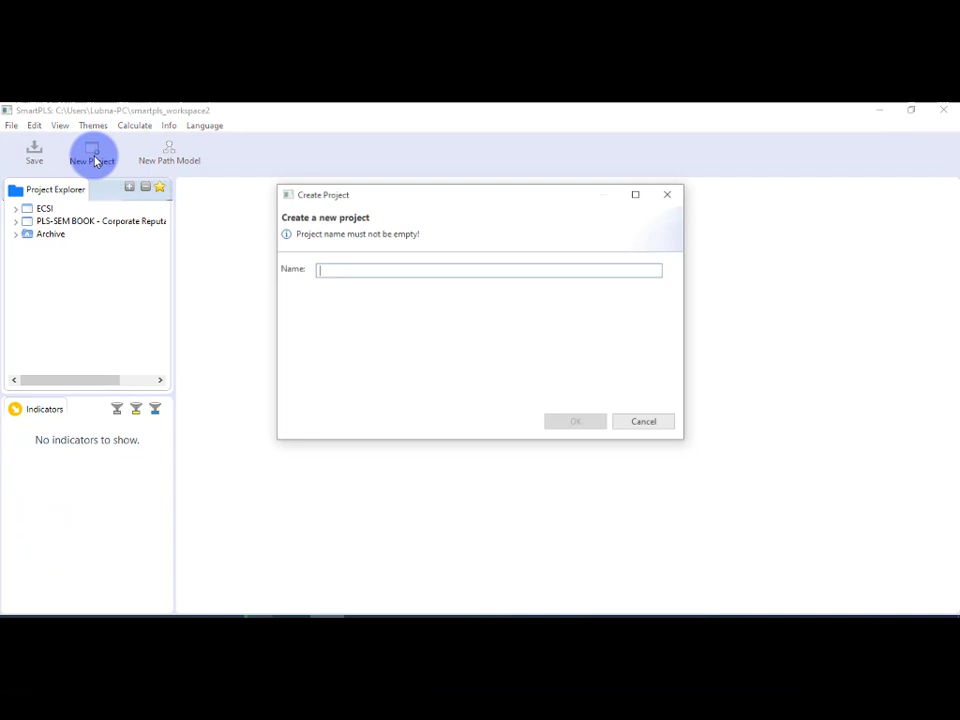 SmartPLS: C:\Users\Lubna-PC\smartpls_workspace2
File Edit View Themes Calculate Info Language
Save New Project New Path Model
Project Explorer
ECSI
PLS-SEM BOOK - Corporate Reputa
Archive
Indicators
No indicators to show.
Create Project
Create a new project
Project name must not be empty!
Name:
OK Cancel